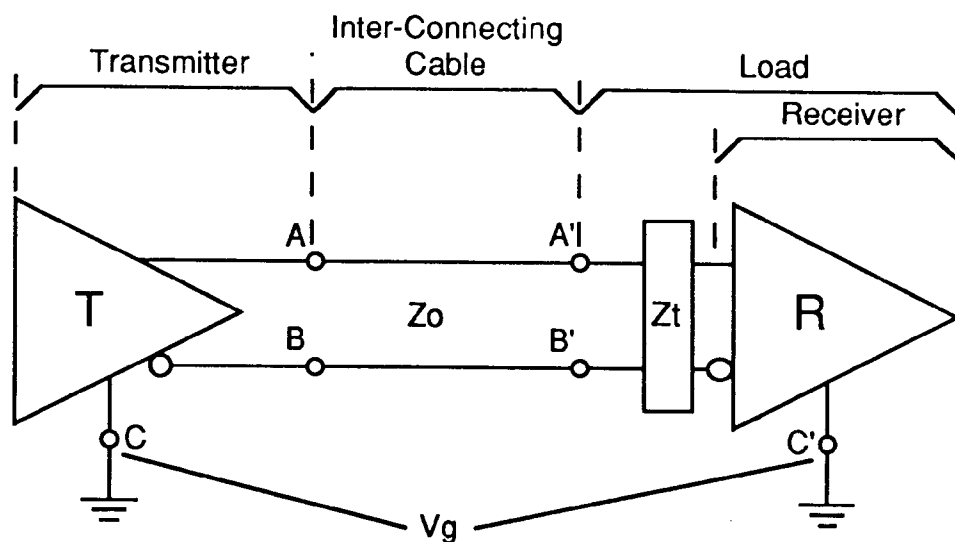 Inter-Connecting
Transmitter
Cable
Load
Receiver
A
A'
T
Zo
Zt
R
B
B'
C
C'
Vg